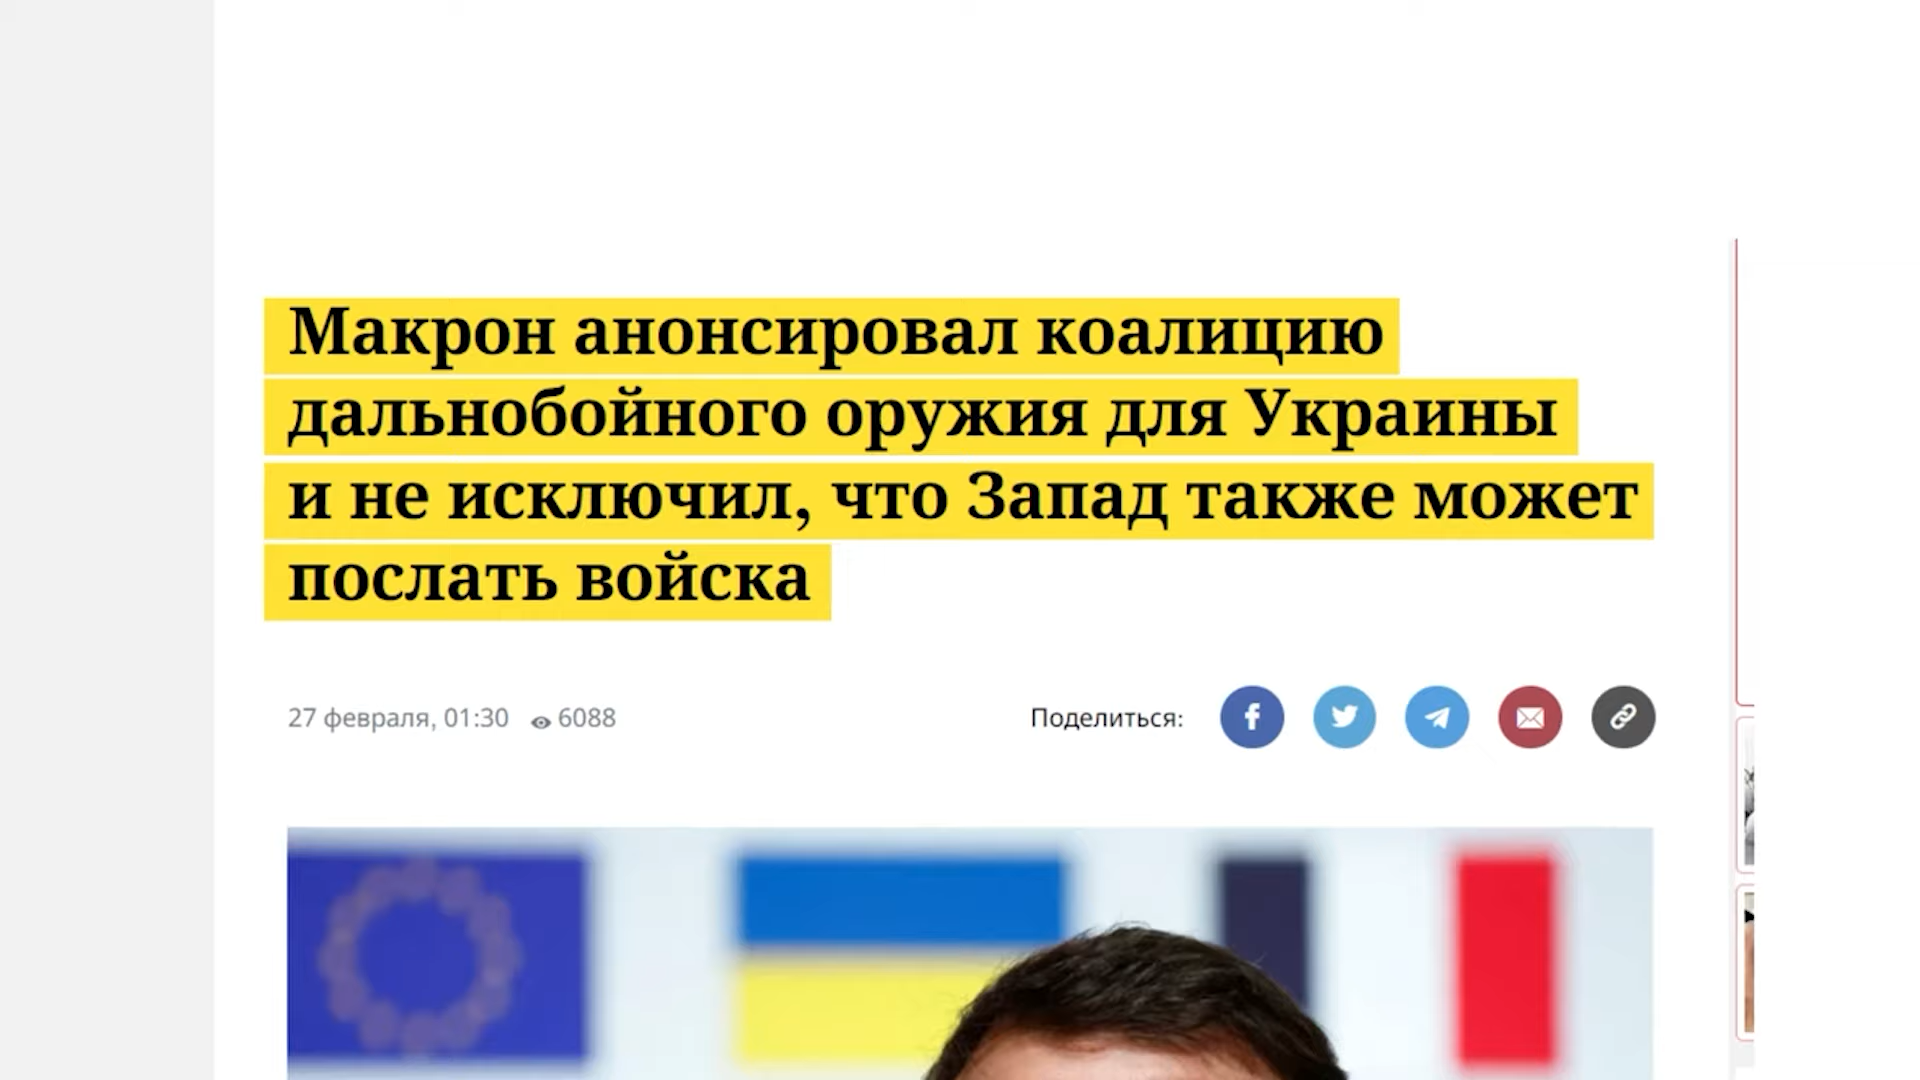 Макрон анонсировал коалицию
дальнобойного оружия для Украины
и не исключил, что Запад также может
послать войска
27 февраля, 01:30 6088
Поделиться: